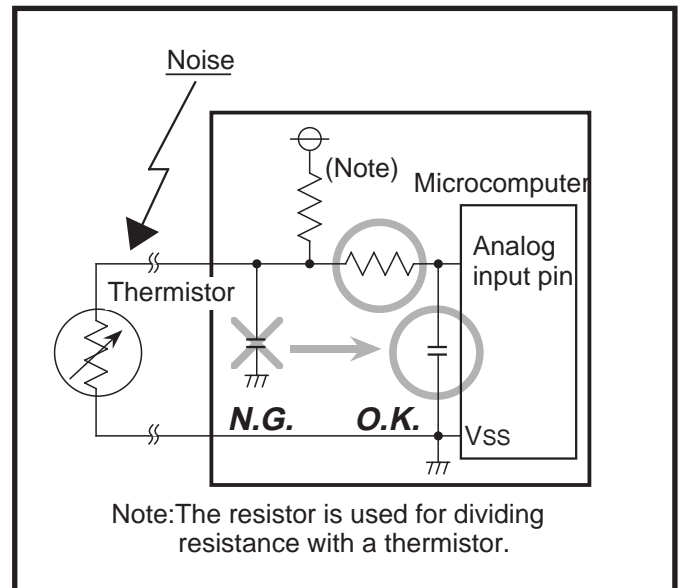 Noise
(Note)
Microcomputer
Analog
input pin
Thermistor
N.G.
O.K.
VSS
Note:The resistor is used for dividing
resistance with a thermistor.